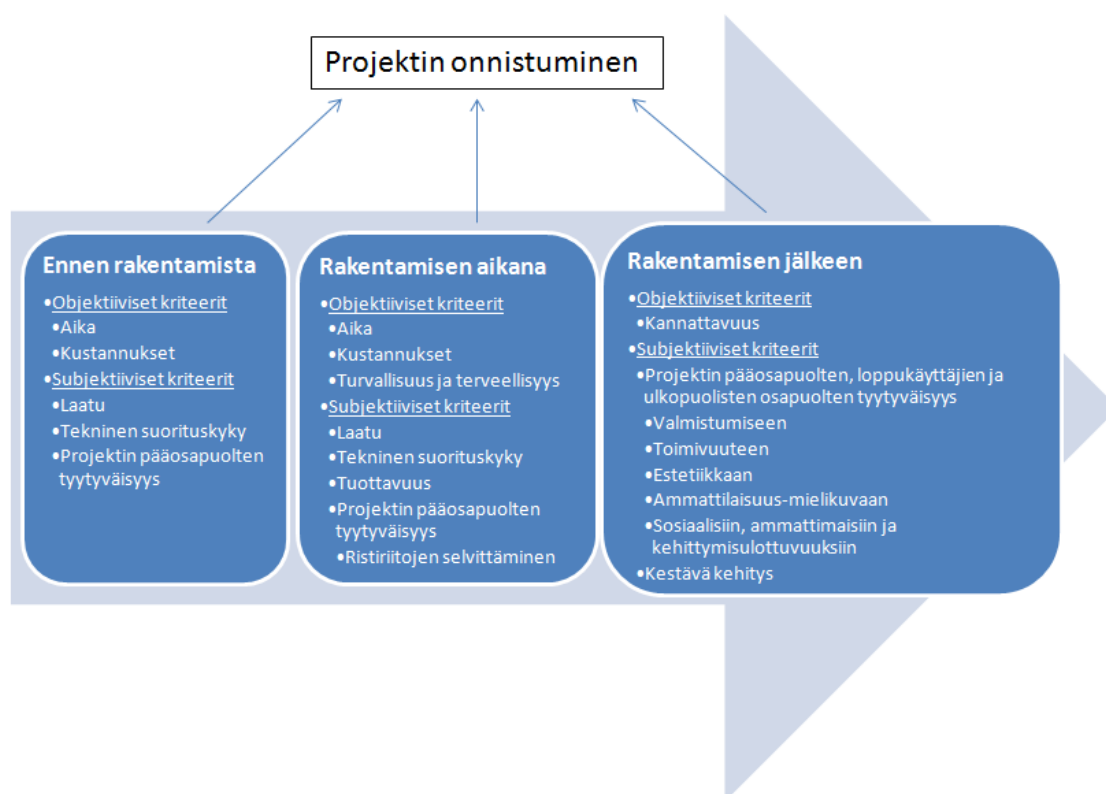 Projektin onnistuminen
Ennen rakentamista
•Objektiiviset kriteerit
•Aika
•Kustannukset
•Subjektiiviset kriteerit
•Laatu
•Tekninen suorituskyky
•Projektin pääosapuolten
tyytyväisyys
Rakentamisen aikana
•Objektiiviset kriteerit
•Aika
•Kustannukset
•Turvallisuus ja terveellisyys
•Subjektiiviset kriteerit
•Laatu
•Tekninen suorituskyky
•Tuottavuus
•Projektin pääosapuolten
tyytyväisyys
•Ristiriitojen selvittäminen
Rakentamisen jälkeen
•Objektiiviset kriteerit
•Kannattavuus
•Subjektiiviset kriteerit
•Projektin pääosapuolten, loppukäyttäjien ja
ulkopuolisten osapuolten tyytyväisyys
•Valmistumiseen
•Toimivuuteen
•Estetiikkaan
•Ammattilaisuus-mielikuvaan
•Sosiaalisiin, ammattimaisiin ja
kehittymisulottuvuuksiin
•Kestävä kehitys